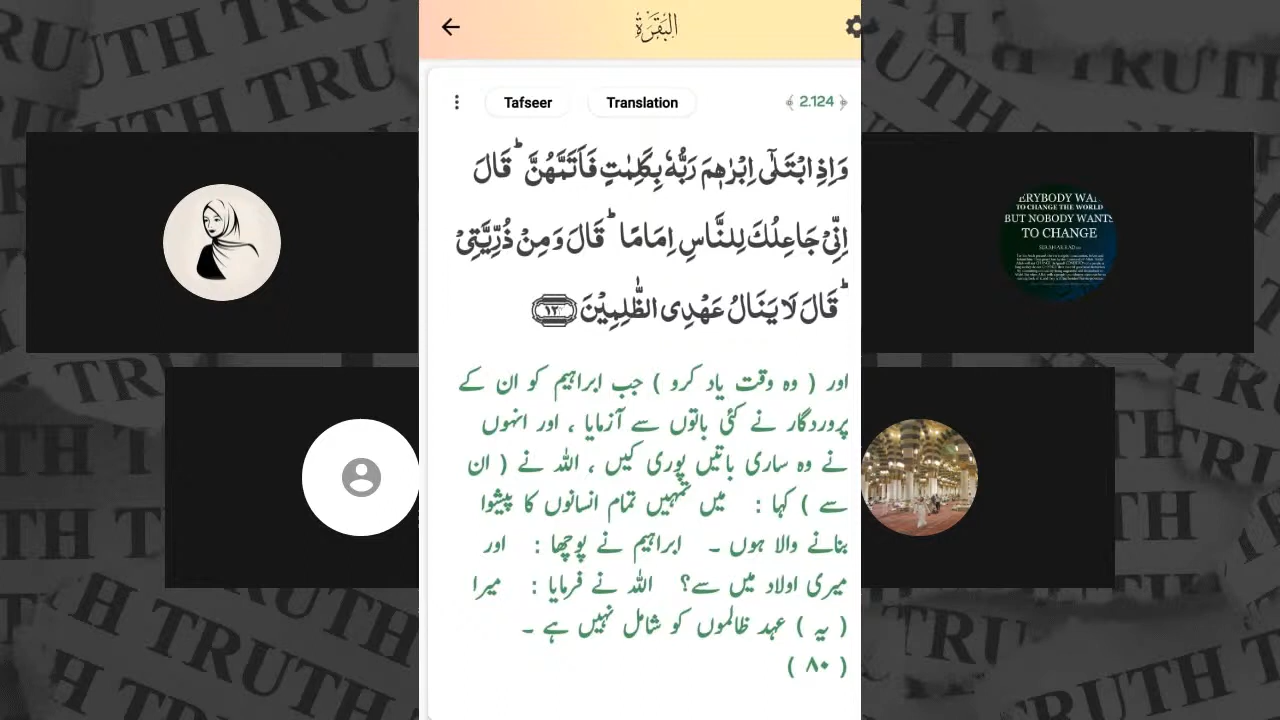 البقرة
Tafseer
Translation
2.124
وَاِذِ ابْتَلٰٓى اِبْرٰهٖمَ رَبُّهٗ بِكَلِمٰتٍ فَاَتَمَّهُنَّ ؕ قَالَ
اِنِّىْ جَاعِلُكَ لِلنَّاسِ اِمَامًا ؕ قَالَ وَمِنْ ذُرِّيَّتِىْ
ؕ قَالَ لَا يَنَالُ عَهْدِى الظّٰلِمِيْنَ
اور ( وہ وقت یاد کرو ) جب ابراہیم کو ان کے
پروردگار نے کئی باتوں سے آزمایا ، اور انہوں
نے وہ ساری باتیں پوری کیں ، اللہ نے ( ان
سے ) کہا : میں تمہیں تمام انسانوں کا پیشوا
بنانے والا ہوں ۔ ابراہیم نے پوچھا : اور
میری اولاد میں سے؟ اللہ نے فرمایا : میرا
( یہ ) عہد ظالموں کو شامل نہیں ہے ۔
( ٨٠ )
TO CHANGE THE WORLD
BUT NOBODY WANTS
TO CHANGE
TRUTH
TRUTH
TRUTH
TRUTH